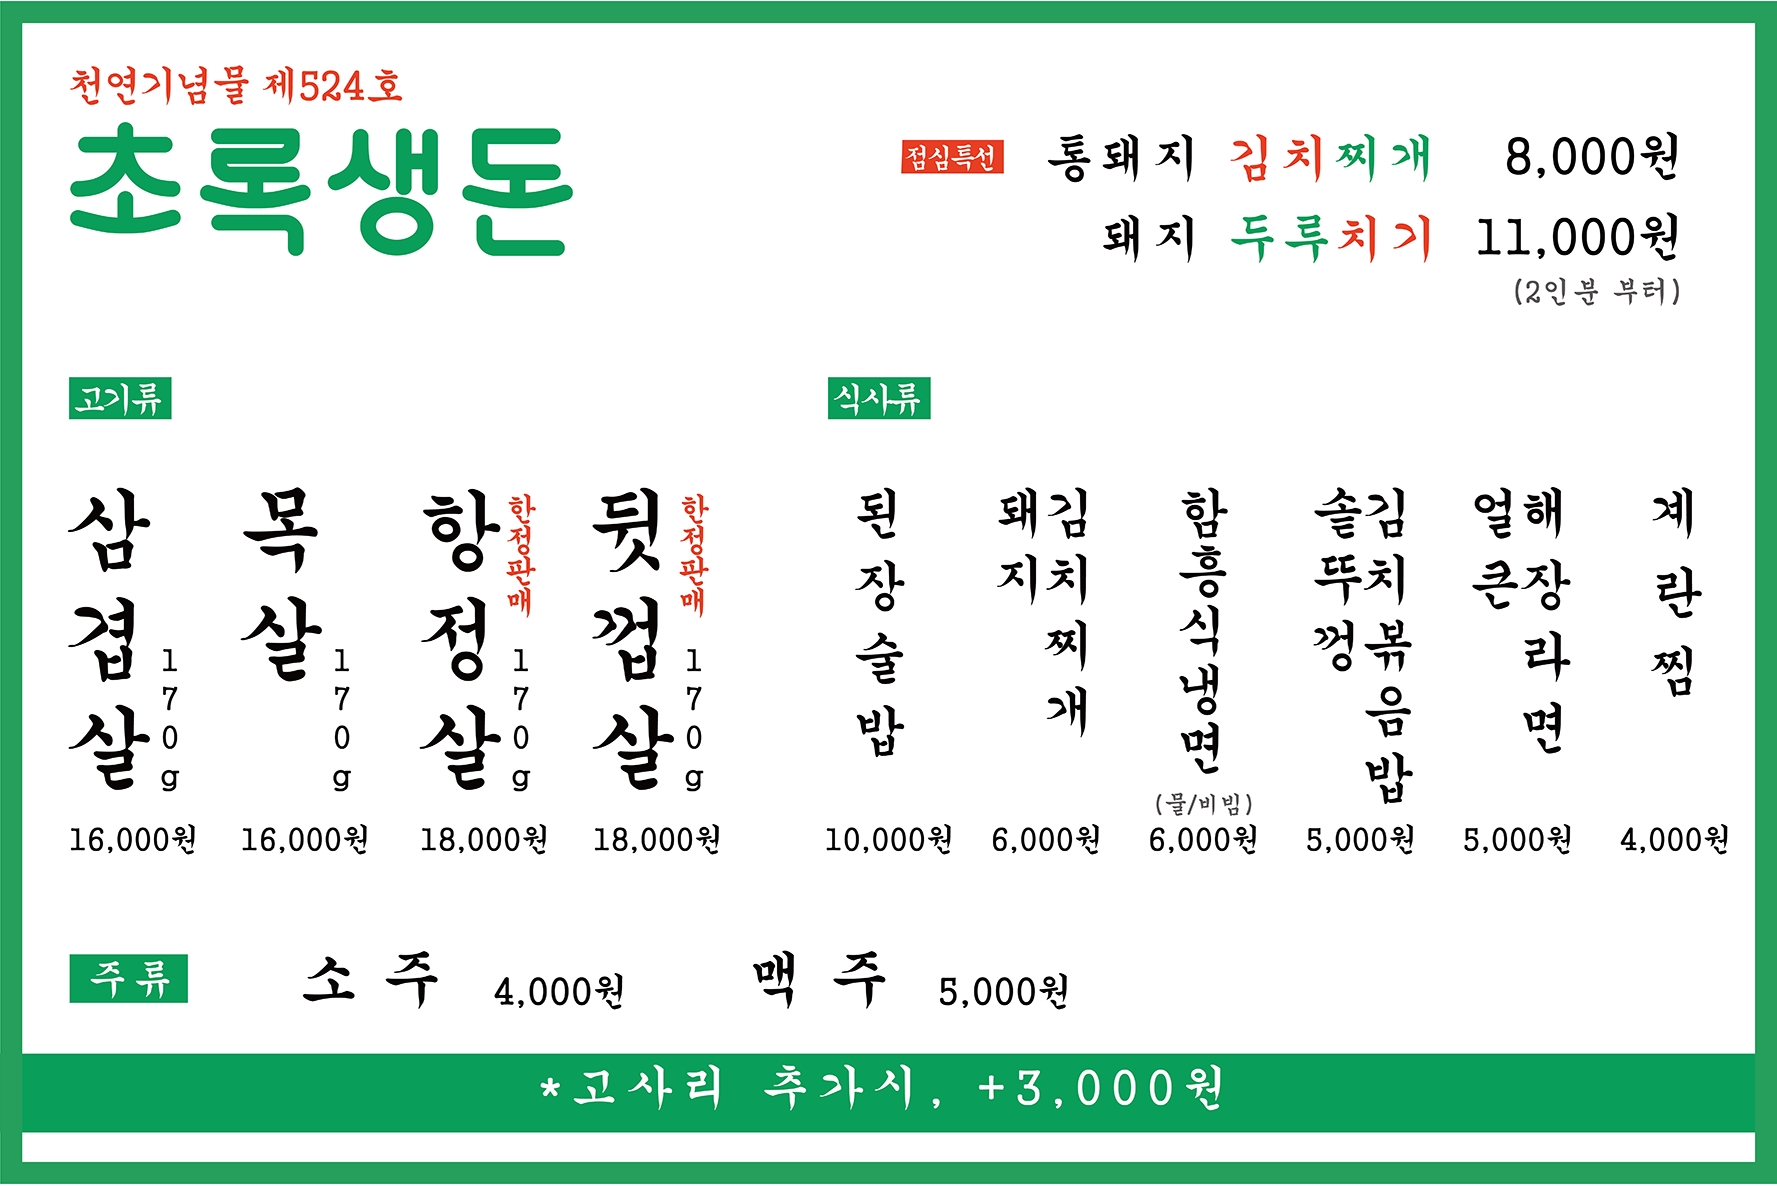 천연기념물 제524호
초록생돈
점심특선 통돼지 김치찌개 8,000원
돼지 두루치기 11,000원
(2인분 부터)
고기류
삼겹살 170g 16,000원
목살 170g 16,000원
항정살 한정판매 170g 18,000원
뒷껍살 한정판매 170g 18,000원
식사류
된장술밥 10,000원
돼지김치찌개 6,000원
함흥식냉면 (물/비빔) 6,000원
솥뚜껑김치볶음밥 5,000원
얼큰해장라면 5,000원
계란찜 4,000원
주류 소주 4,000원 맥주 5,000원
*고사리 추가시, +3,000원